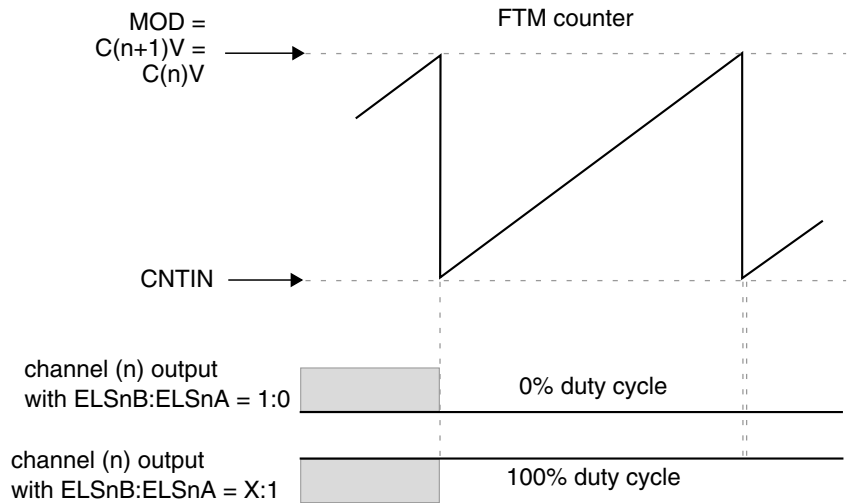 FTM counter
MOD =
C(n+1)V =
C(n)V
CNTIN
channel (n) output
with ELSnB:ELSnA = 1:0
0% duty cycle
channel (n) output
with ELSnB:ELSnA = X:1
100% duty cycle